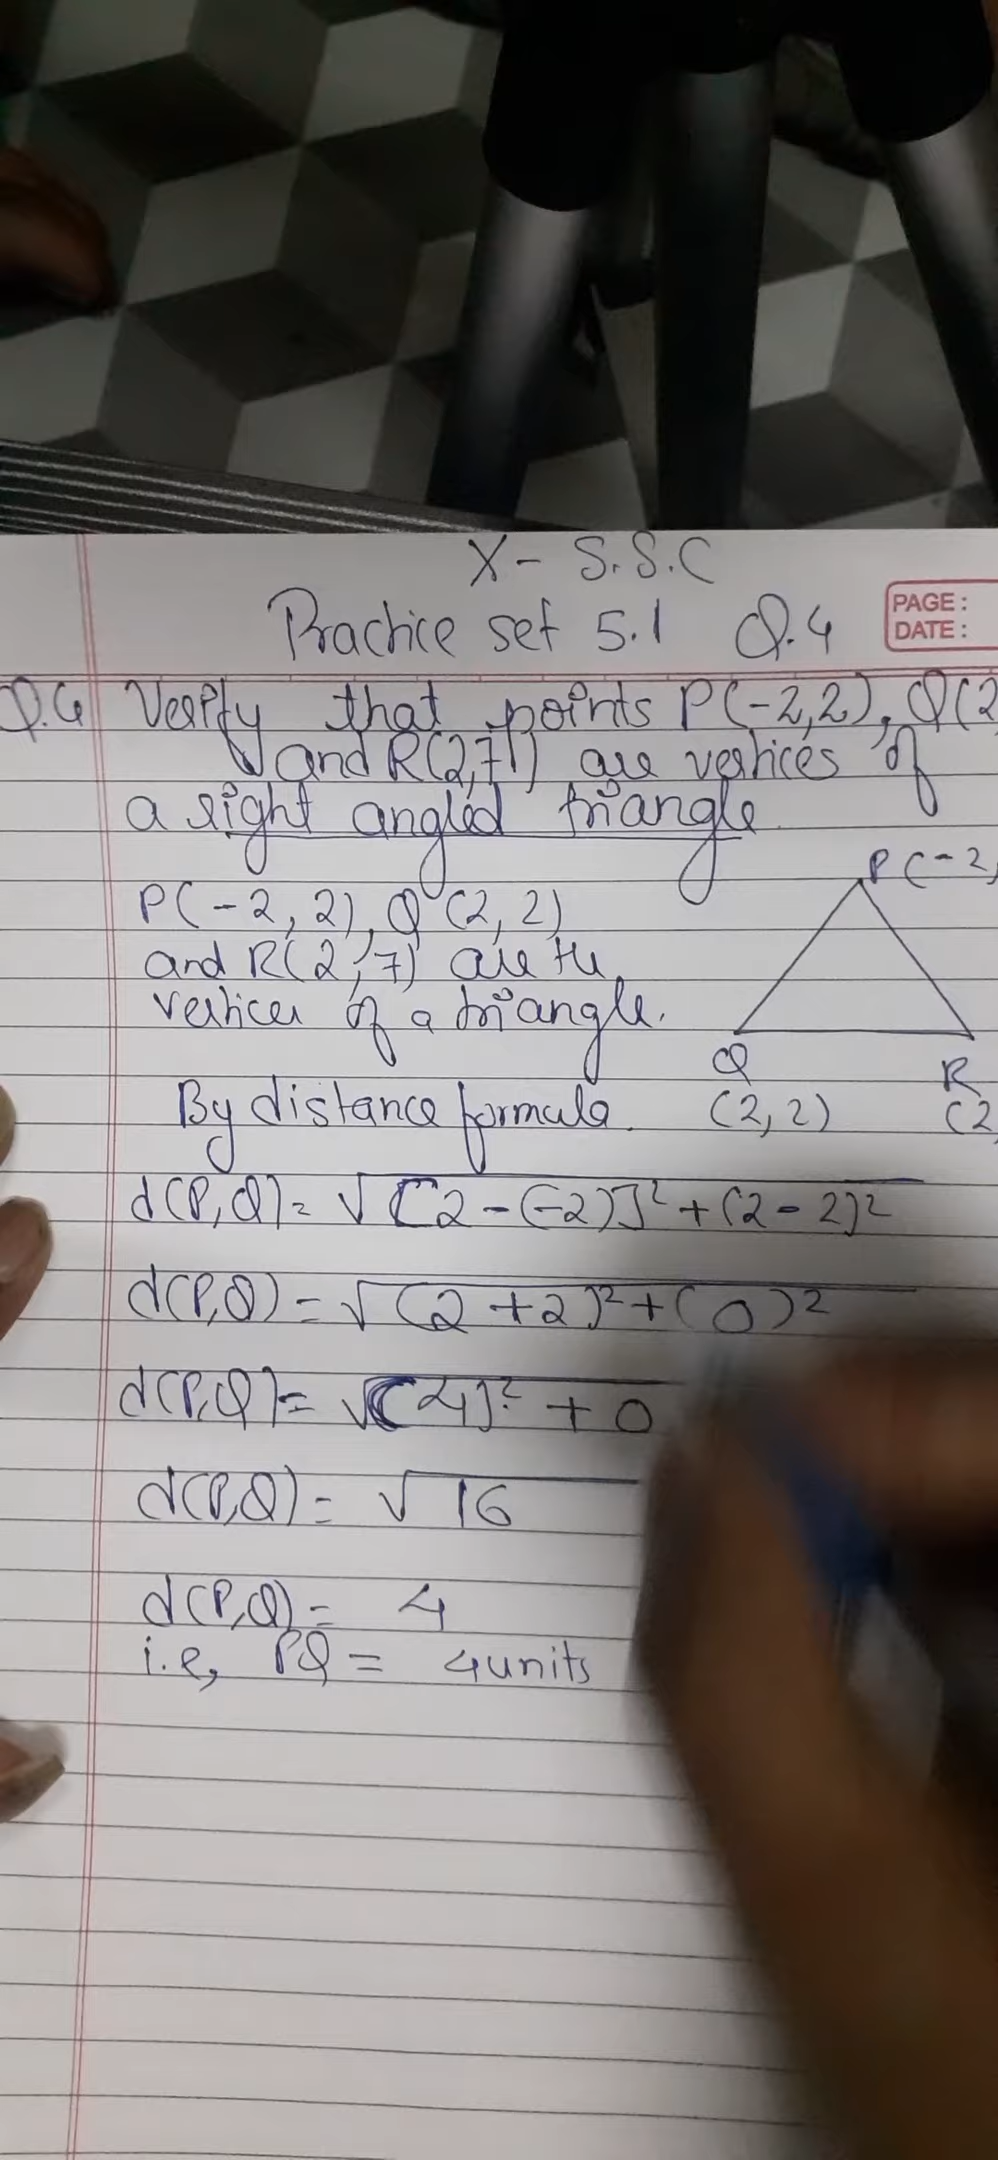 X - S.S.C
Practice set 5.1 Q.4
PAGE :
DATE :
Q.4 Verify that points P(-2,2), Q(2
and R(2,7) are vertices of
a right angled triangle.
P(-2, 2), Q (2, 2)
and R(2, 7) are the
vertices of a triangle.
P(-2,
Q
R
(2, 2)
(2,
By distance formula.
d(P,Q) = √[2-(-2)]²+(2-2)²
d(P,Q) = √(2+2)²+(0)²
d(P,Q) = √(4)²+0
d(P,Q) = √16
d(P,Q) = 4
i.e, PQ = 4units